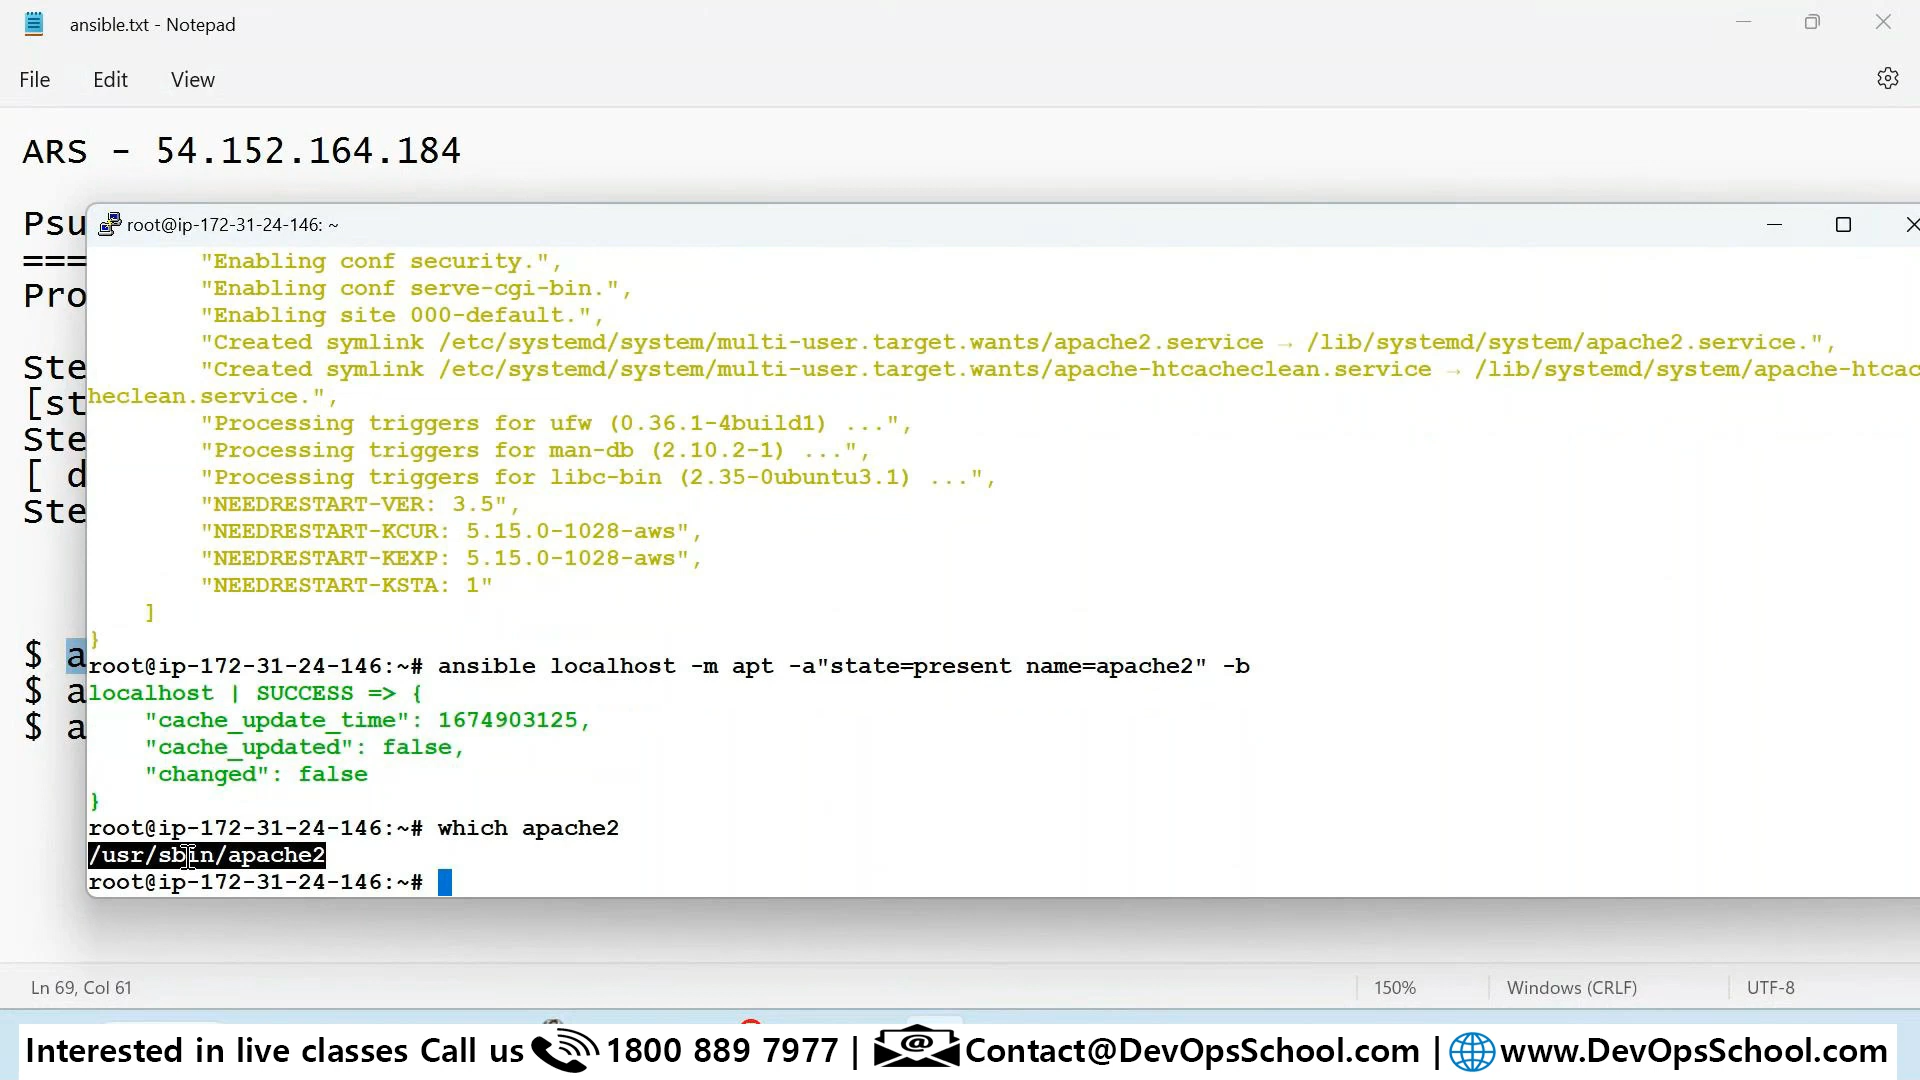 ansible.txt - Notepad
File Edit View
ARS - 54.152.164.184
Psu
====
Pro
Ste
[st
Ste
[ d
Ste
$ a
$ a
$ a
root@ip-172-31-24-146: ~
"Enabling conf security.",
"Enabling conf serve-cgi-bin.",
"Enabling site 000-default.",
"Created symlink /etc/systemd/system/multi-user.target.wants/apache2.service → /lib/systemd/system/apache2.service.",
"Created symlink /etc/systemd/system/multi-user.target.wants/apache-htcacheclean.service → /lib/systemd/system/apache-htcac
heclean.service.",
"Processing triggers for ufw (0.36.1-4build1) ...",
"Processing triggers for man-db (2.10.2-1) ...",
"Processing triggers for libc-bin (2.35-0ubuntu3.1) ...",
"NEEDRESTART-VER: 3.5",
"NEEDRESTART-KCUR: 5.15.0-1028-aws",
"NEEDRESTART-KEXP: 5.15.0-1028-aws",
"NEEDRESTART-KSTA: 1"
]
}
root@ip-172-31-24-146:~# ansible localhost -m apt -a"state=present name=apache2" -b
localhost | SUCCESS => {
"cache_update_time": 1674903125,
"cache_updated": false,
"changed": false
}
root@ip-172-31-24-146:~# which apache2
/usr/sbin/apache2
root@ip-172-31-24-146:~#
Ln 69, Col 61 150% Windows (CRLF) UTF-8
Interested in live classes Call us 1800 889 7977 | Contact@DevOpsSchool.com | www.DevOpsSchool.com